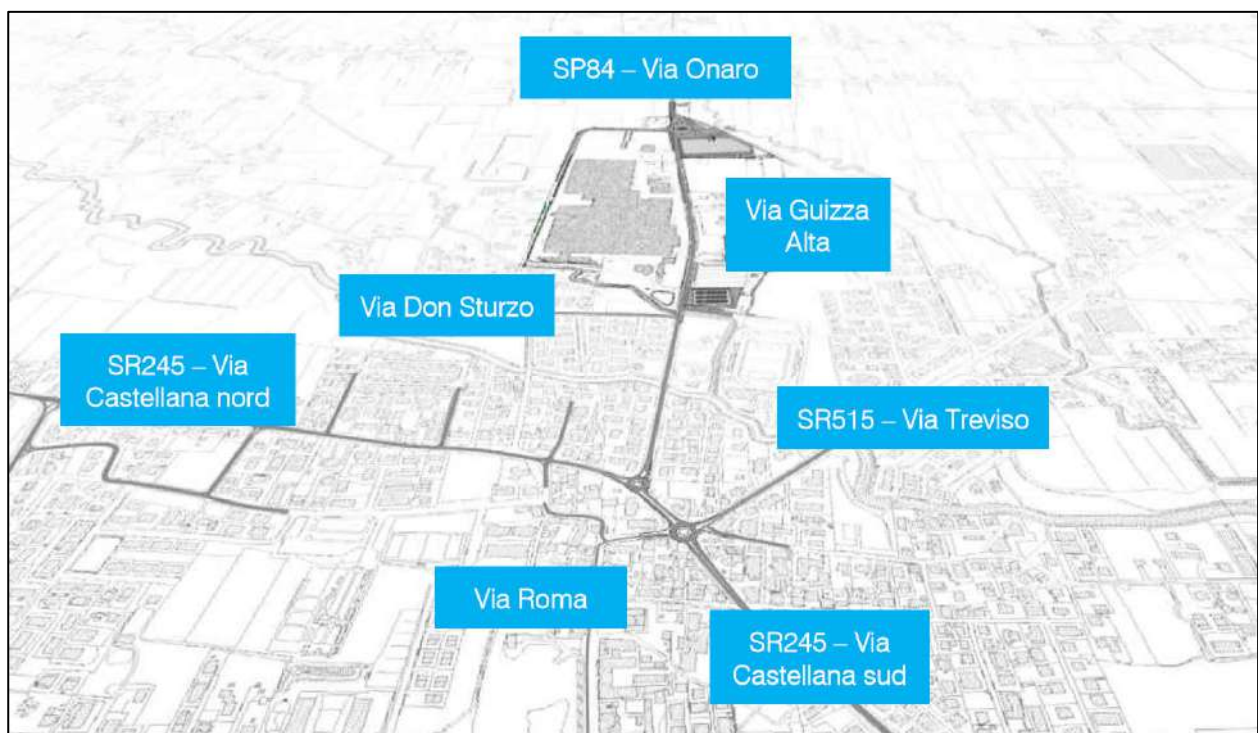 SP84 – Via Onaro
Via Guizza
Alta
Via Don Sturzo
SR245 – Via
Castellana nord
SR515 – Via Treviso
Via Roma
SR245 – Via
Castellana sud